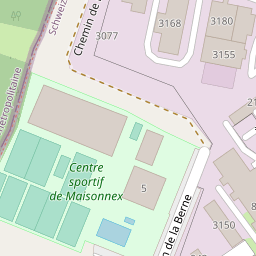 Schweiz
Chemin de
3077
3168
3180
3155
Centre
sportif
de Maisonnex
5
de la Berne
3150